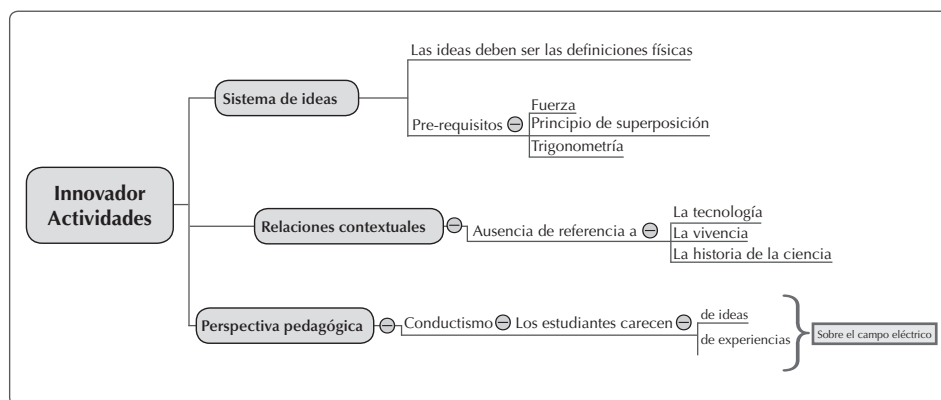 Innovador
Actividades
Sistema de ideas
Las ideas deben ser las definiciones físicas
Pre-requisitos
Fuerza
Principio de superposición
Trigonometría
Relaciones contextuales
Ausencia de referencia a
La tecnología
La vivencia
La historia de la ciencia
Perspectiva pedagógica
Conductismo
Los estudiantes carecen
de ideas
de experiencias
Sobre el campo eléctrico